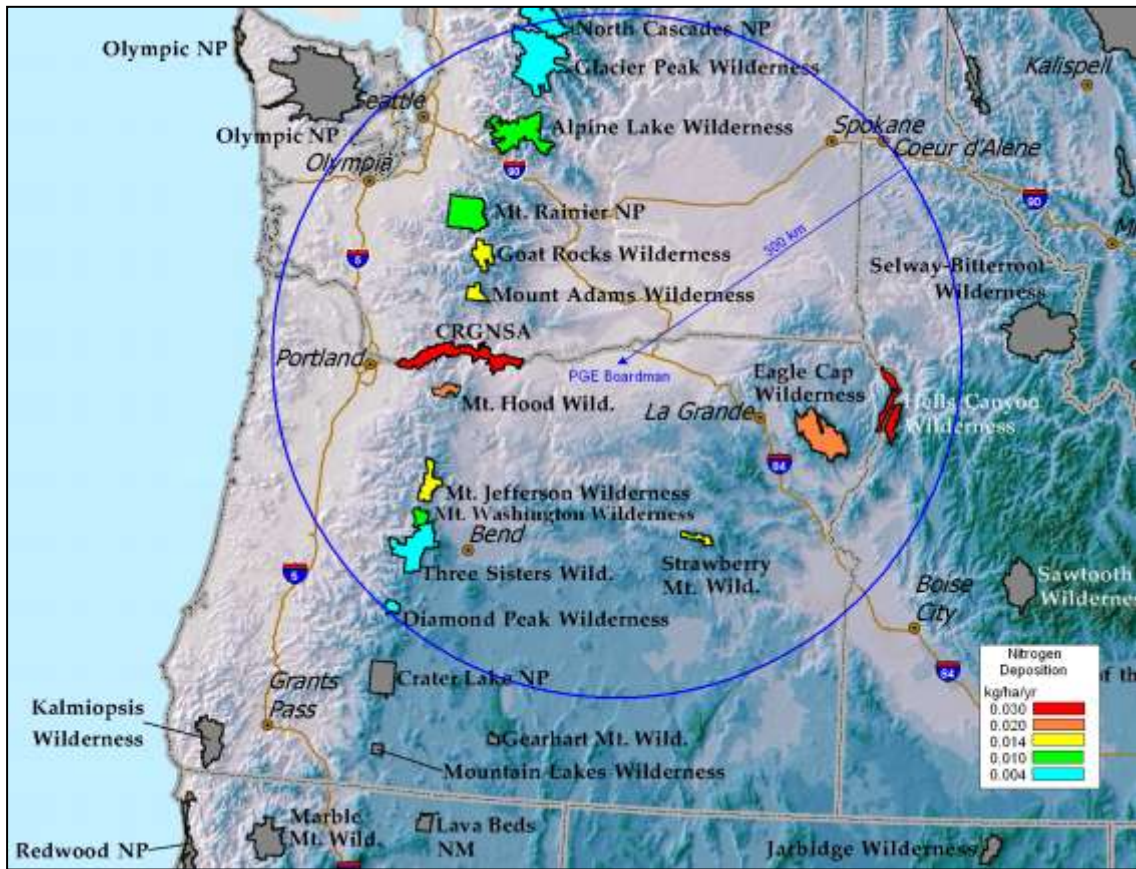 North Cascades NP
Olympic NP
Glacier Peak Wilderness
Kalispell
Seattle
Alpine Lake Wilderness
Spokane
Olympic NP
Coeur d'Alene
Olympia
90
90
Mt. Rainier NP
300 km
5
Goat Rocks Wilderness
Selway-Bitterroot
Wilderness
Mount Adams Wilderness
CRGNSA
Portland
PGE Boardman
Eagle Cap
Wilderness
Mt. Hood Wild.
La Grande
Hells Canyon
Wilderness
84
Mt. Jefferson Wilderness
Mt. Washington Wilderness
Bend
Strawberry
Mt. Wild.
5
Three Sisters Wild.
Sawtooth
Wilderness
Boise
City
Diamond Peak Wilderness
Nitrogen
Deposition
kg/ha/yr
0.030
0.020
0.014
0.010
0.004
of th
84
Crater Lake NP
Grants
Pass
Kalmiopsis
Wilderness
Gearhart Mt. Wild.
Mountain Lakes Wilderness
Marble
Mt. Wild.
Lava Beds
NM
Redwood NP
Jarbidge Wilderness